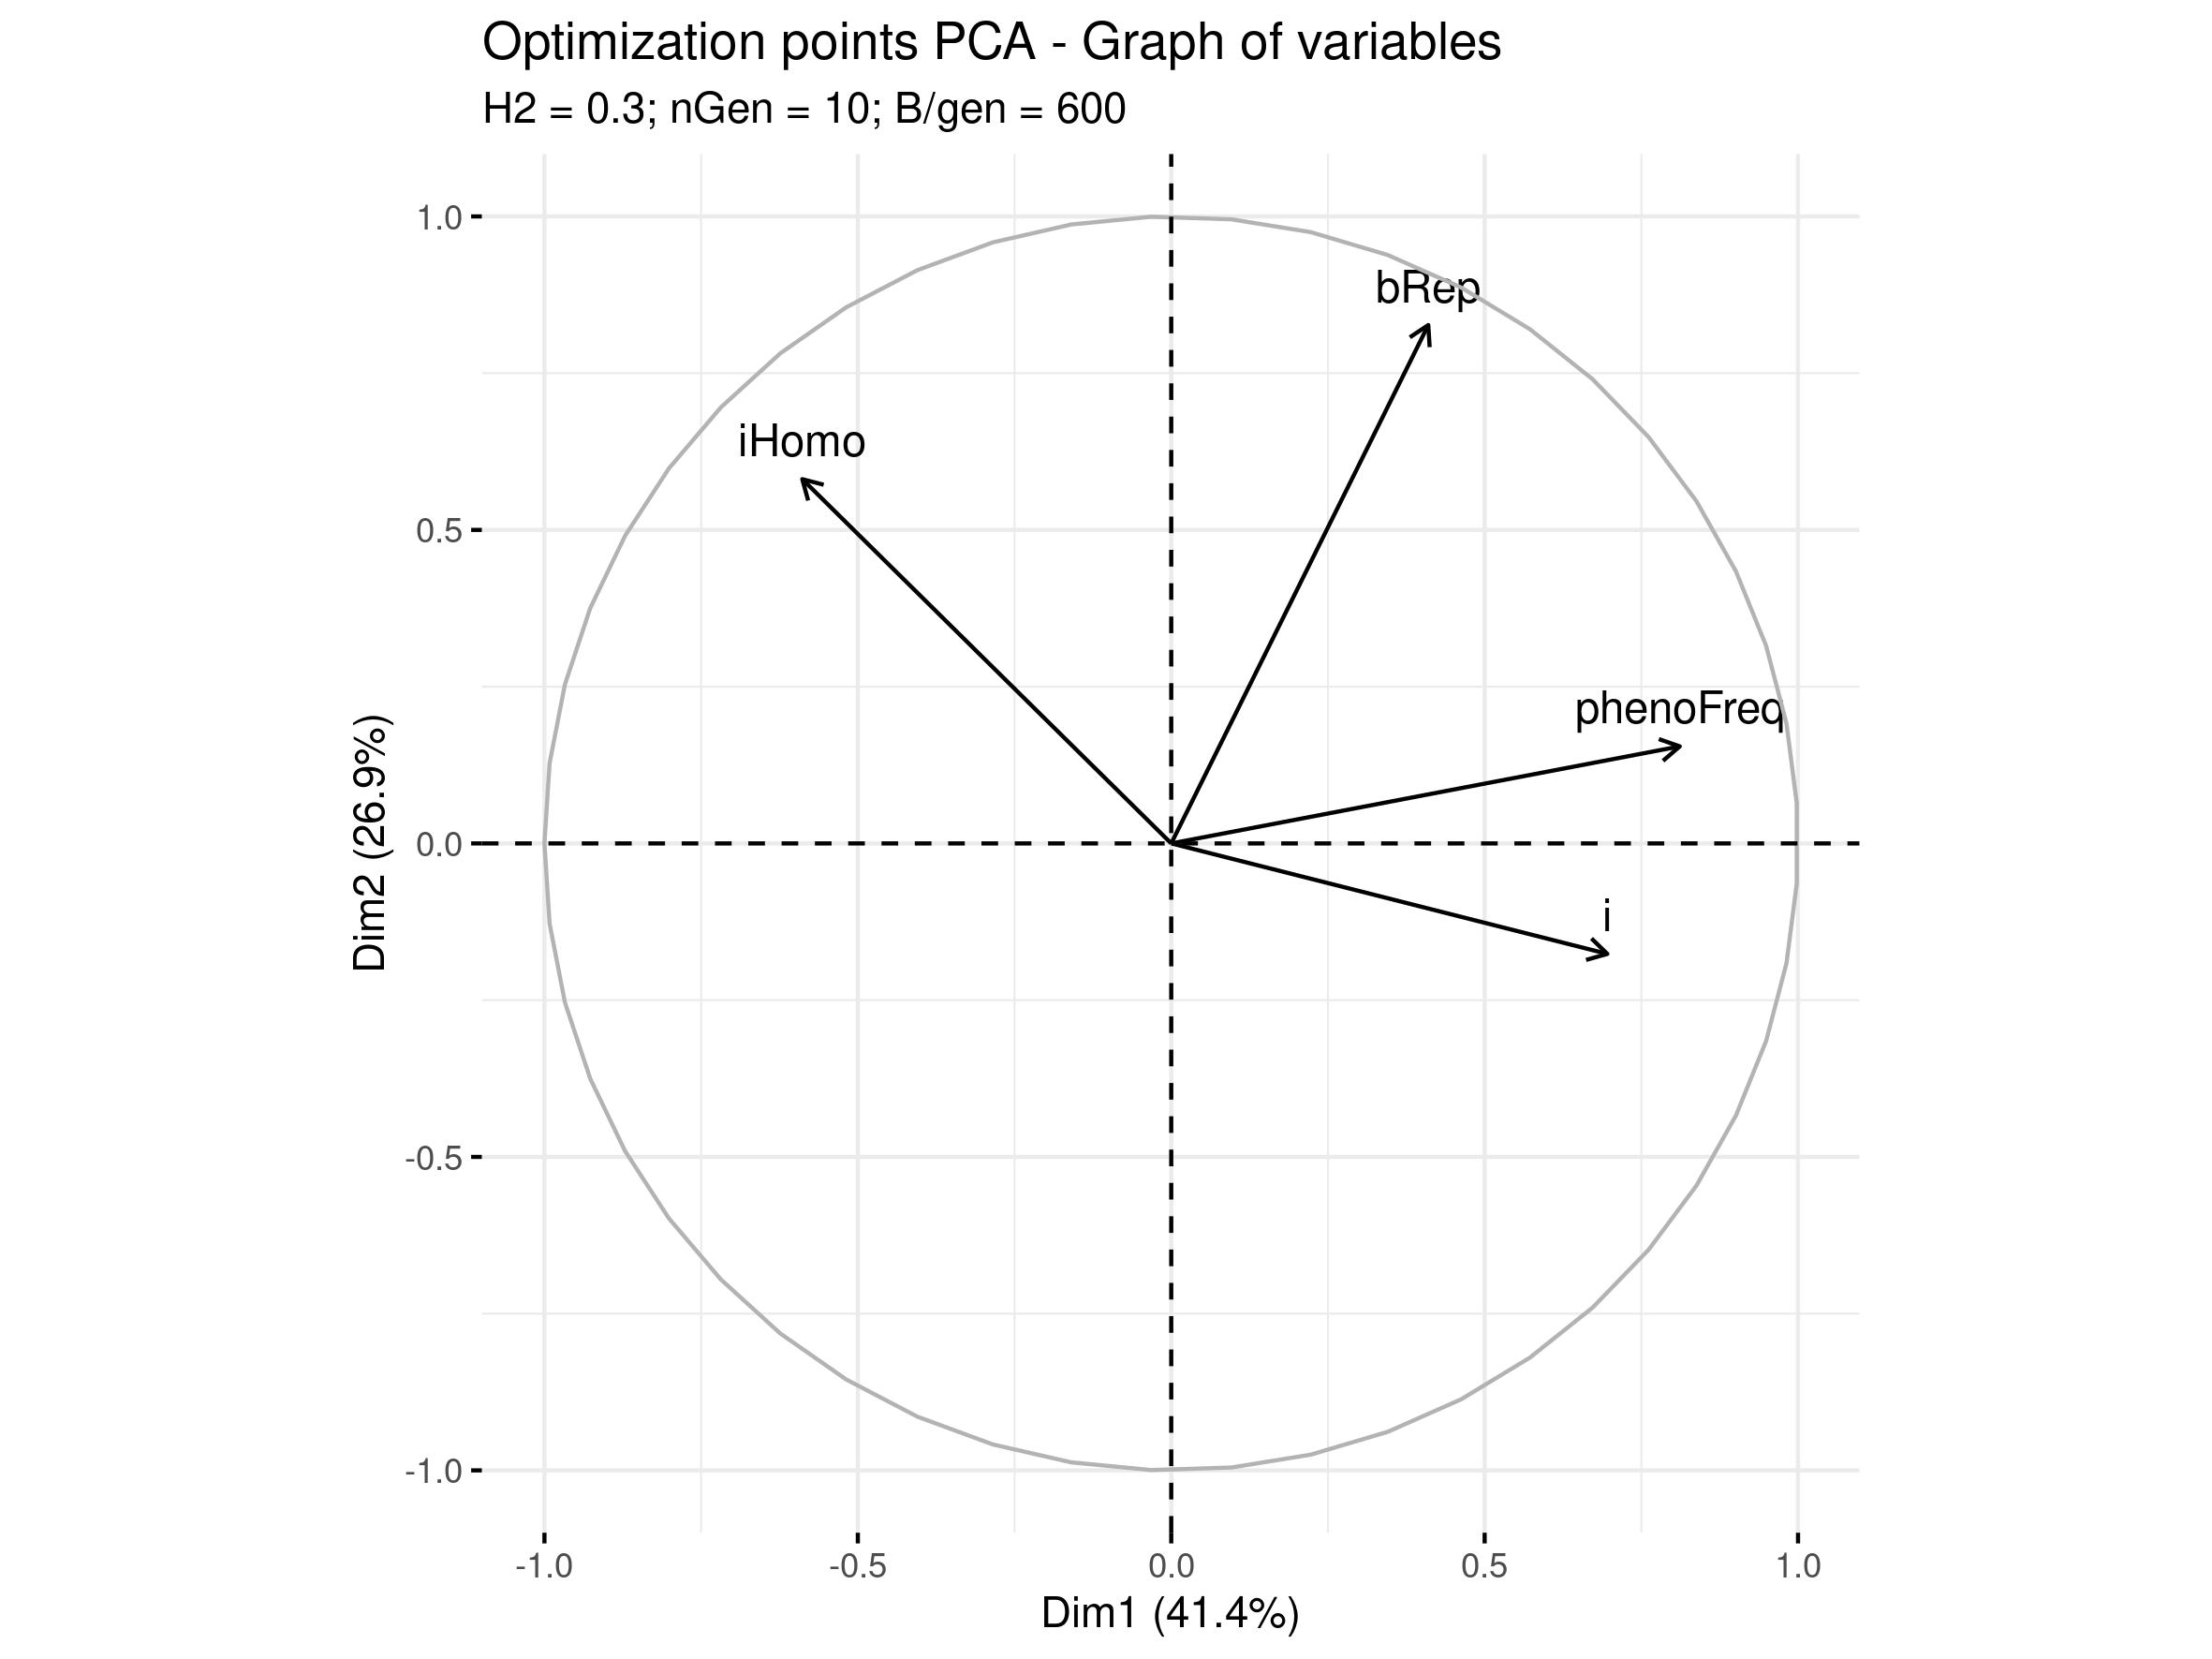 Optimization points PCA - Graph of variables
H2 = 0.3; nGen = 10; B/gen = 600
1.0
0.5
0.0
-0.5
-1.0
Dim2 (26.9%)
bRep
iHomo
phenoFreq
i
-1.0
-0.5
0.0
0.5
1.0
Dim1 (41.4%)